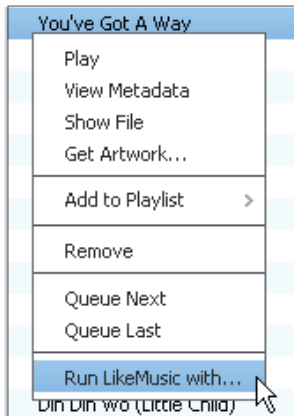 You've Got A Way
Play
View Metadata
Show File
Get Artwork...
Add to Playlist
Remove
Queue Next
Queue Last
Run LikeMusic with...
Din Din Wo (Little Child)